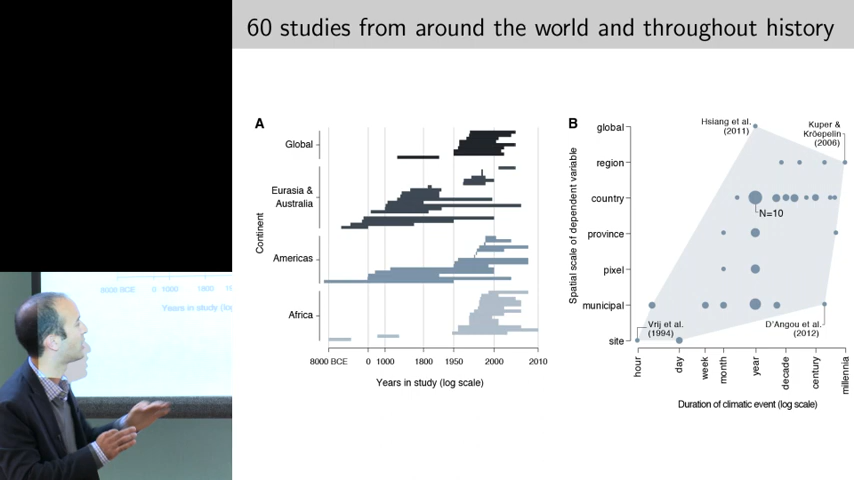 60 studies from around the world and throughout history
A
Global
Eurasia &
Australia
Americas
Africa
Continent
8000 BCE 0 1000 1800 1950 2000 2010
Years in study (log scale)
B
global
region
country
province
pixel
municipal
site
Spatial scale of dependent variable
Hsiang et al.
(2011)
Kuper &
Kröepelin
(2006)
N=10
Vrij et al.
(1994)
D'Angou et al.
(2012)
hour day week month year decade century millennia
Duration of climatic event (log scale)
8000 BCE 0 1000 1800
Years in study (log